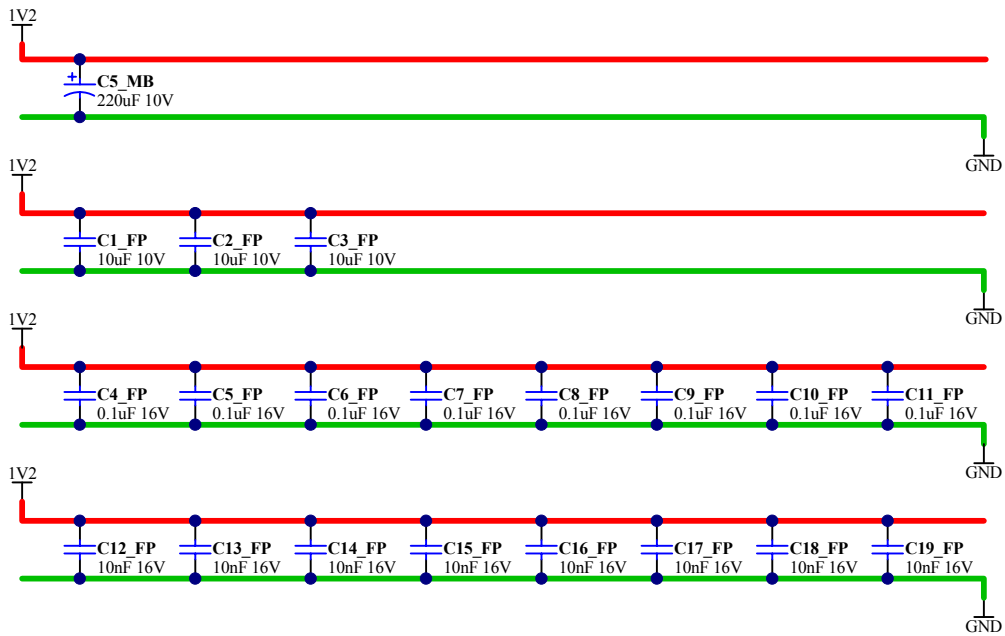 1V2
+
C5_MB
220uF 10V
GND
1V2
C1_FP C2_FP C3_FP
10uF 10V 10uF 10V 10uF 10V
GND
1V2
C4_FP C5_FP C6_FP C7_FP C8_FP C9_FP C10_FP C11_FP
0.1uF 16V 0.1uF 16V 0.1uF 16V 0.1uF 16V 0.1uF 16V 0.1uF 16V 0.1uF 16V 0.1uF 16V
GND
1V2
C12_FP C13_FP C14_FP C15_FP C16_FP C17_FP C18_FP C19_FP
10nF 16V 10nF 16V 10nF 16V 10nF 16V 10nF 16V 10nF 16V 10nF 16V 10nF 16V
GND